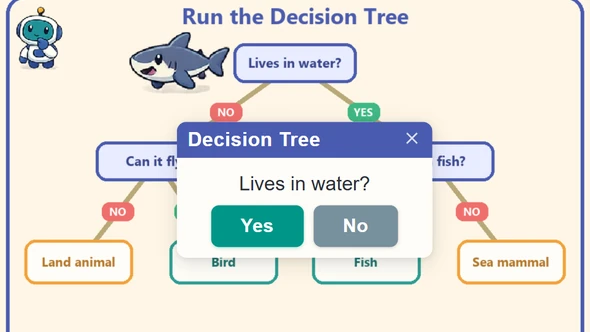 Run the Decision Tree
Lives in water?
NO
YES
Decision Tree
Can it fly
fish?
Lives in water?
Yes
No
NO
NO
Land animal
Bird
Fish
Sea mammal